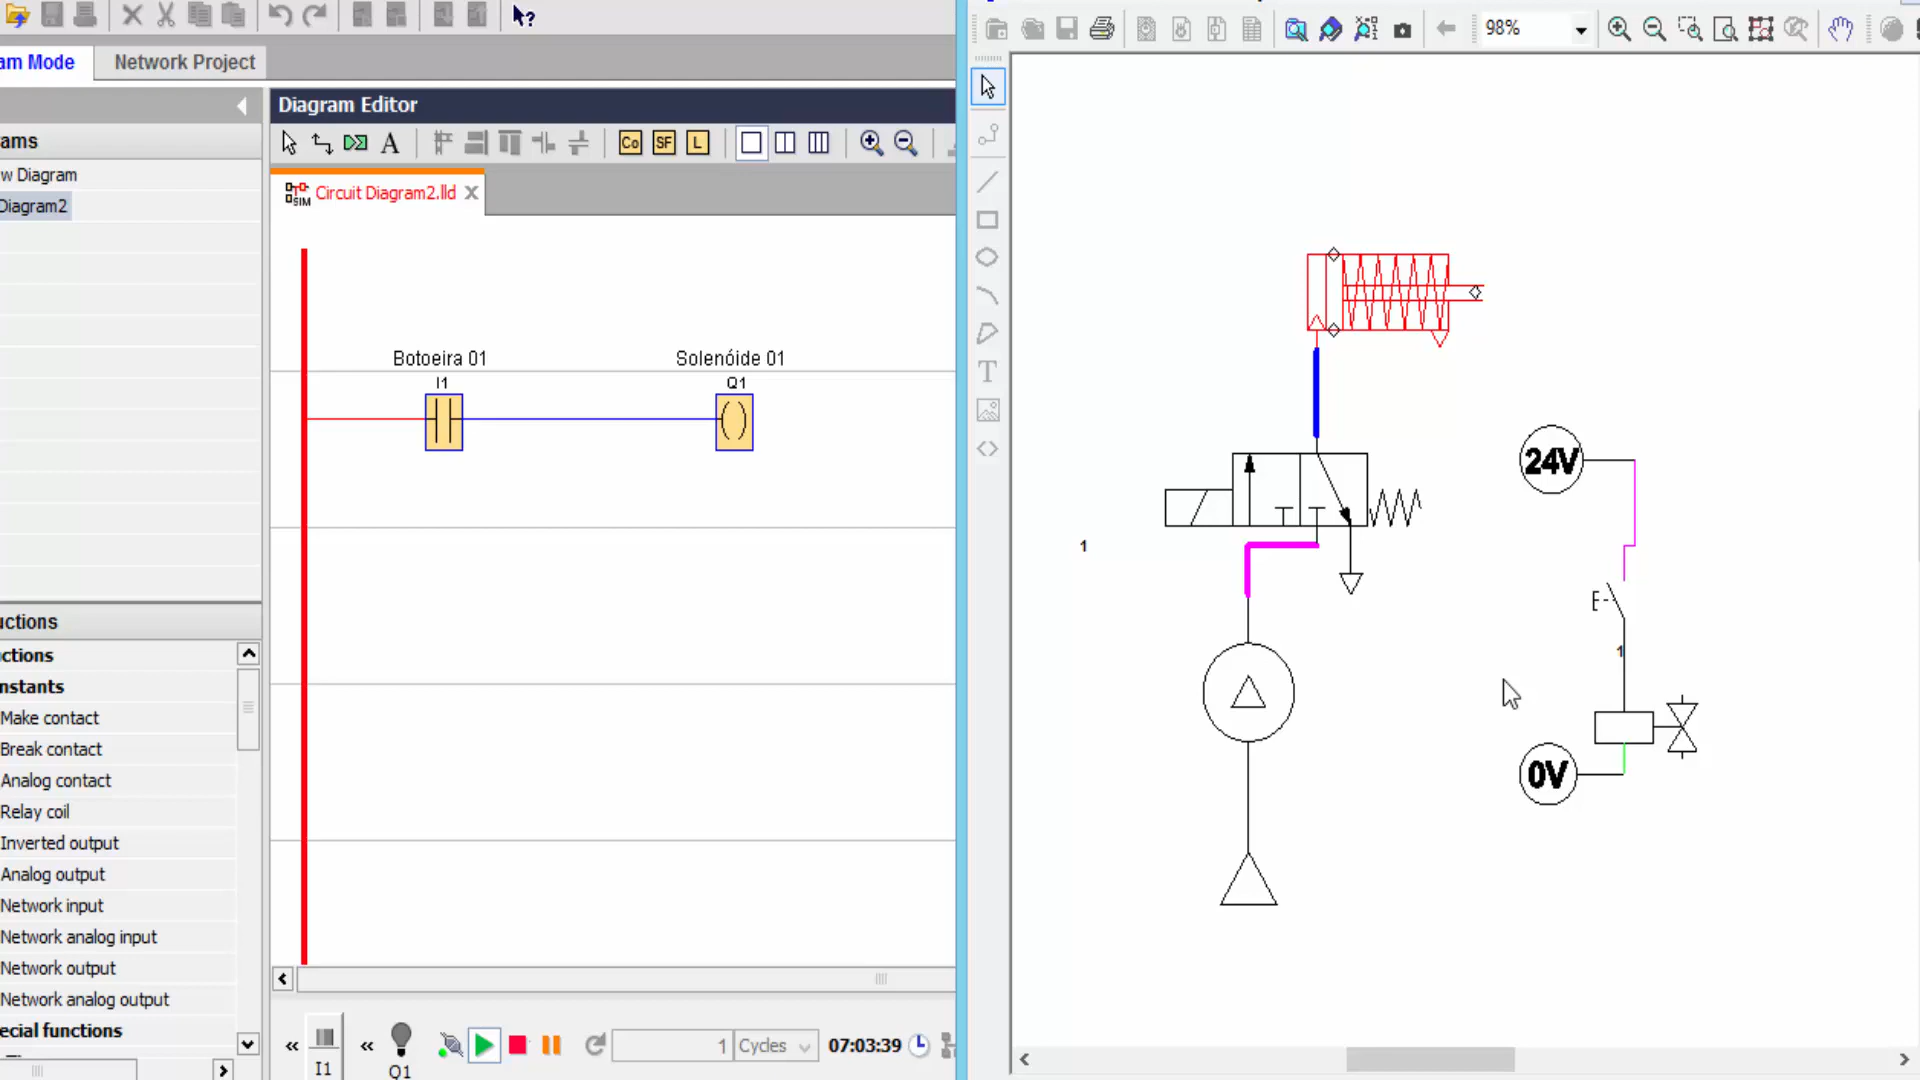 am Mode
Network Project
Diagram Editor
A
Co
SF
L
ams
w Diagram
Diagram2
Circuit Diagram2.lld
Botoeira 01
I1
Solenóide 01
Q1
uctions
ctions
nstants
Make contact
Break contact
Analog contact
Relay coil
Inverted output
Analog output
Network input
Network analog input
Network output
Network analog output
ecial functions
I1
Q1
1
Cycles
07:03:39
98%
T
24V
1
1
0V